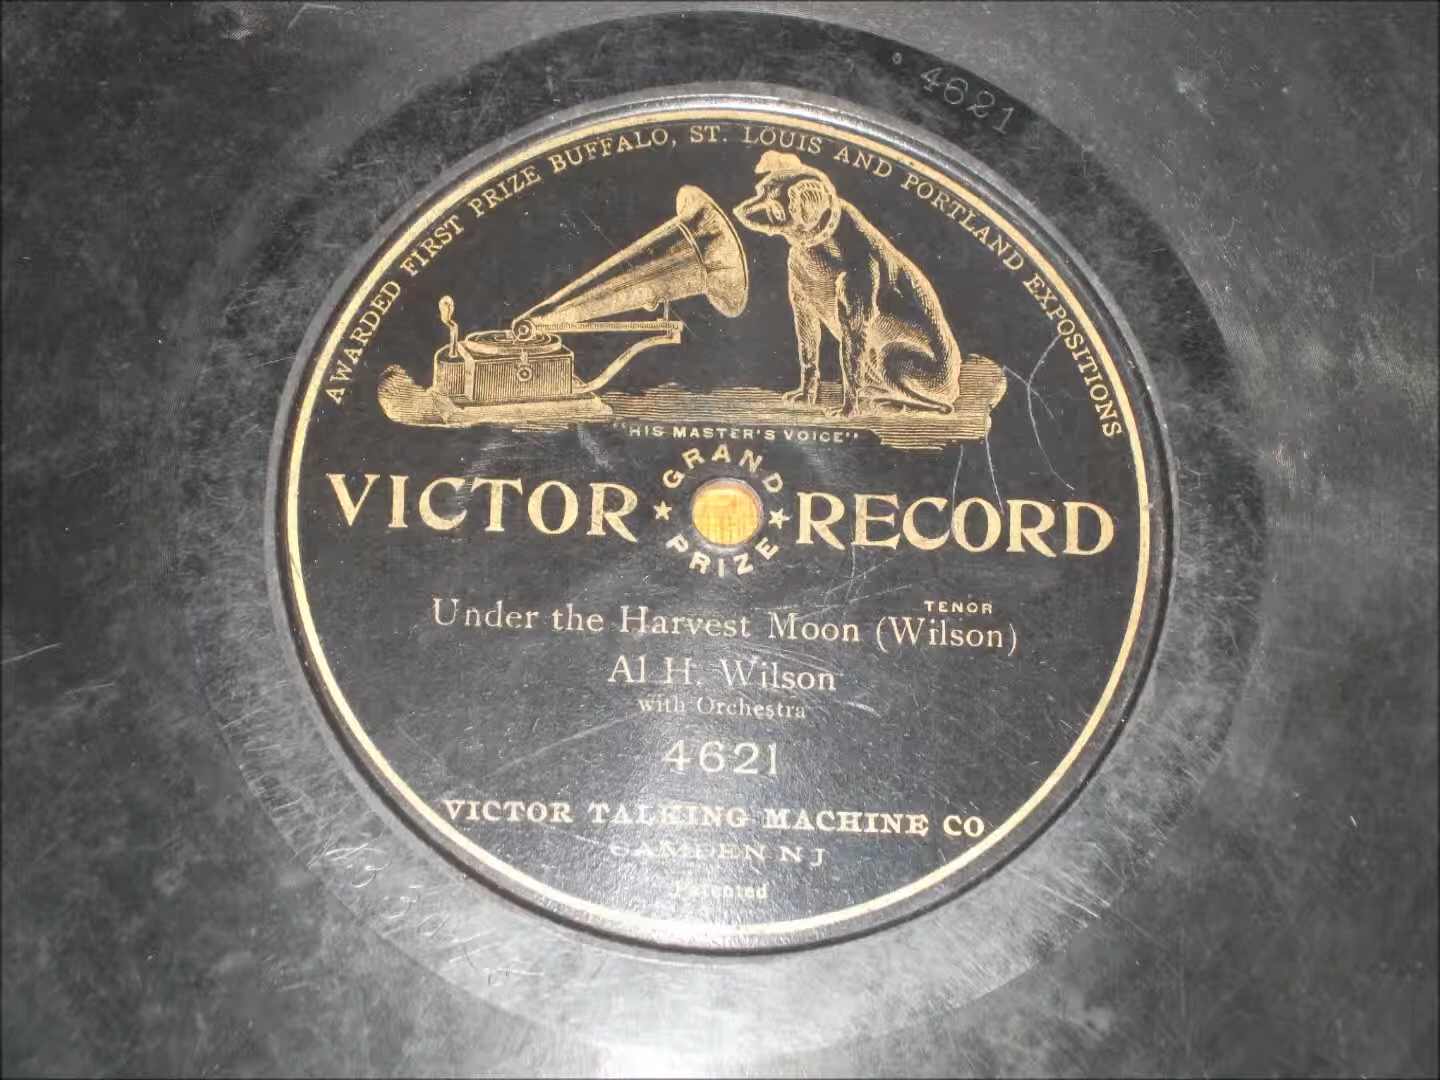 4621
AWARDED FIRST PRIZE BUFFALO, ST. LOUIS AND PORTLAND EXPOSITIONS
"HIS MASTER'S VOICE"
GRAND
VICTOR RECORD
PRIZE
TENOR
Under the Harvest Moon (Wilson)
Al H. Wilson
with Orchestra
4621
VICTOR TALKING MACHINE CO
CAMDEN N J
Patented